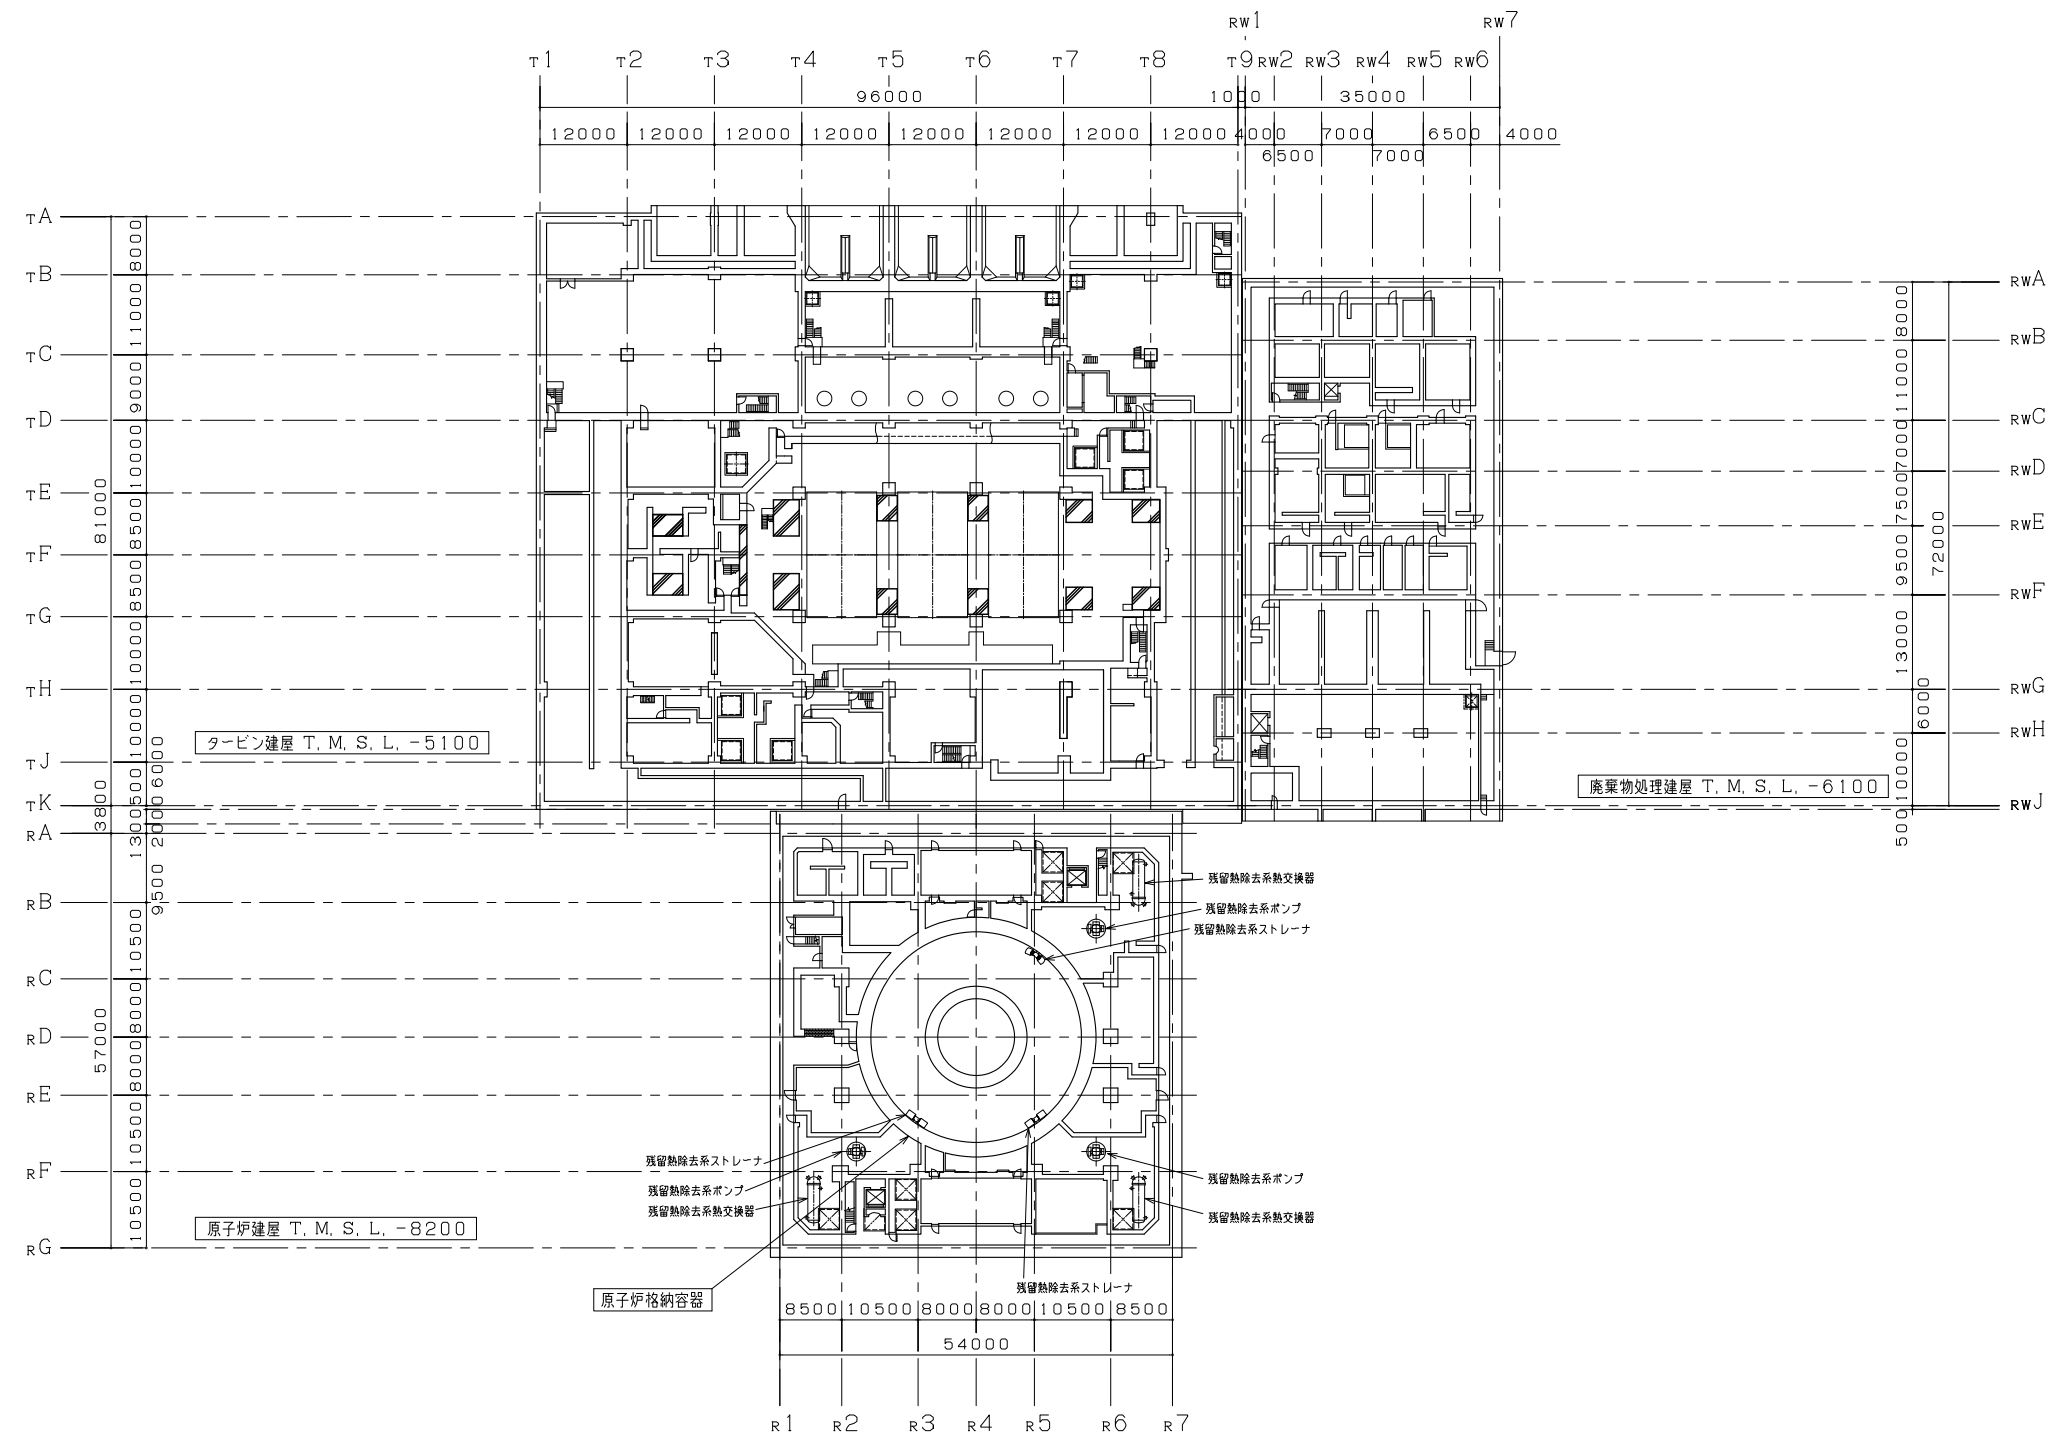 RW1 RW7
T1 T2 T3 T4 T5 T6 T7 T8 T9 RW2 RW3 RW4 RW5 RW6
96000 1000 35000
12000 12000 12000 12000 12000 12000 12000 12000 4000 7000 6500 4000
6500 7000
TA
TB
TC
TD
TE
TF
TG
TH
TJ
TK
RA
RB
RC
RD
RE
RF
RG
8000
11000
9000
10000
8500
8500
10000
10000
6000
500
1300
2000
9500
10500
8000
8000
10500
10500
81000
3800
57000
RWA
RWB
RWC
RWD
RWE
RWF
RWG
RWH
RWJ
8000
11000
7000
7500
9500
13000
6000
10000
500
72000
タービン建屋 T.M.S.L.-5100
廃棄物処理建屋 T.M.S.L.-6100
残留熱除去系熱交換器
残留熱除去系ポンプ
残留熱除去系ストレーナ
残留熱除去系ストレーナ
残留熱除去系ポンプ
残留熱除去系熱交換器
残留熱除去系ポンプ
残留熱除去系熱交換器
原子炉建屋 T.M.S.L.-8200
残留熱除去系ストレーナ
原子炉格納容器
8500 10500 8000 8000 10500 8500
54000
R1 R2 R3 R4 R5 R6 R7